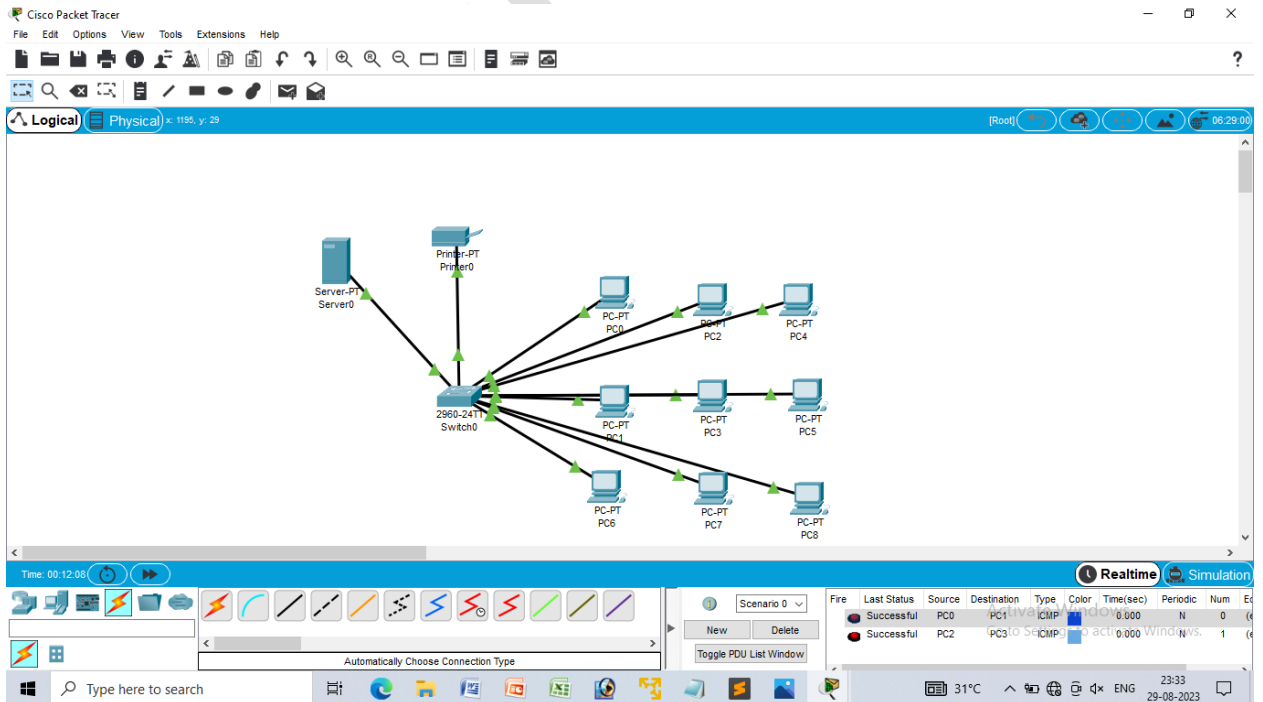 Cisco Packet Tracer
File Edit Options View Tools Extensions Help
?
Logical Physical x: 1195, y: 29 [Root] 06:29:00
Printer-PT
Printer0
Server-PT
Server0
PC-PT
PC0
PC-PT
PC2
PC-PT
PC4
2960-24TT
Switch0
PC-PT
PC1
PC-PT
PC3
PC-PT
PC5
PC-PT
PC6
PC-PT
PC7
PC-PT
PC8
Time: 00:12:08 Realtime Simulation
Scenario 0
New Delete
Toggle PDU List Window
Automatically Choose Connection Type
Fire Last Status Source Destination Type Color Time(sec) Periodic Num Ed
Successful PC0 PC1 ICMP 0.000 N 0 (e
Successful PC2 PC3 ICMP 0.000 N 1 (e
Activate Windows
Go to Settings to activate Windows.
Type here to search 31°C ENG 23:33
29-08-2023